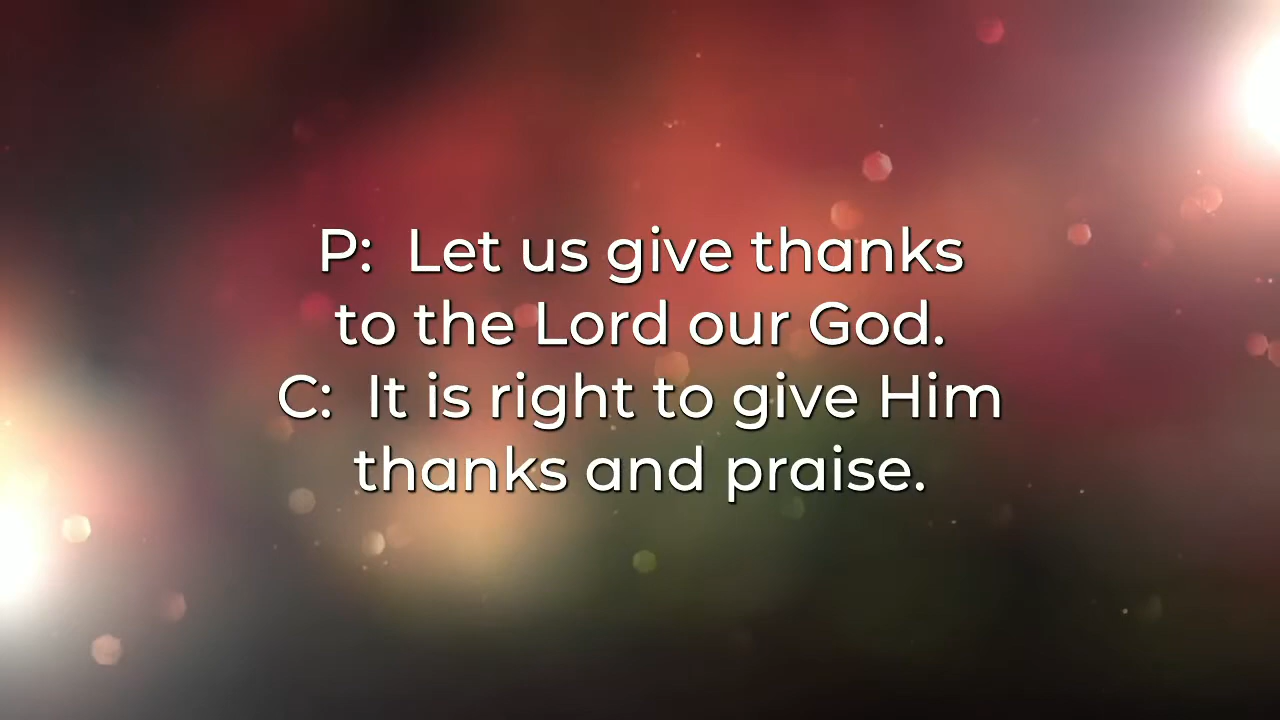 P:  Let us give thanks
to the Lord our God.
C:  It is right to give Him
thanks and praise.